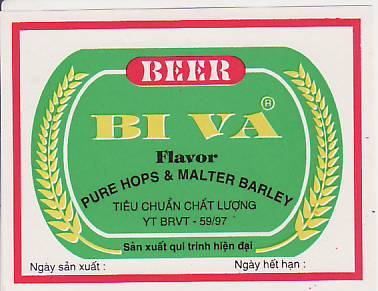 BEER
BI VA ®
Flavor
PURE HOPS & MALTER BARLEY
TIÊU CHUẨN CHẤT LƯỢNG
YT BRVT - 59/97
Sản xuất qui trình hiện đại
Ngày sản xuất : Ngày hết hạn :